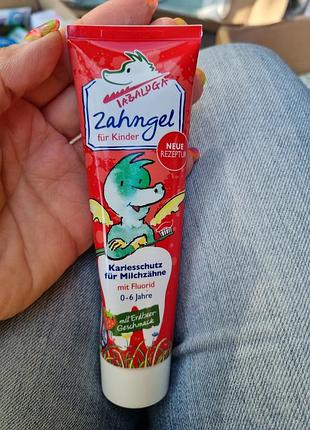 TABALUGA
Zahngel
für Kinder
NEUE
REZEPTUR
Kariesschutz
für Milchzähne
mit Fluorid
0-6 Jahre
mit Erdbeer-
Geschmack